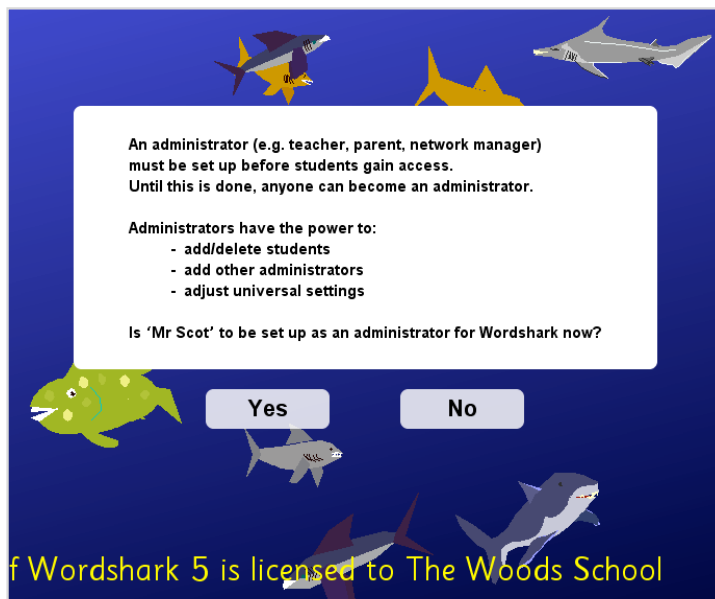 An administrator (e.g. teacher, parent, network manager)
must be set up before students gain access.
Until this is done, anyone can become an administrator.
Administrators have the power to:
- add/delete students
- add other administrators
- adjust universal settings
Is ‘Mr Scot’ to be set up as an administrator for Wordshark now?
Yes No
f Wordshark 5 is licensed to The Woods School